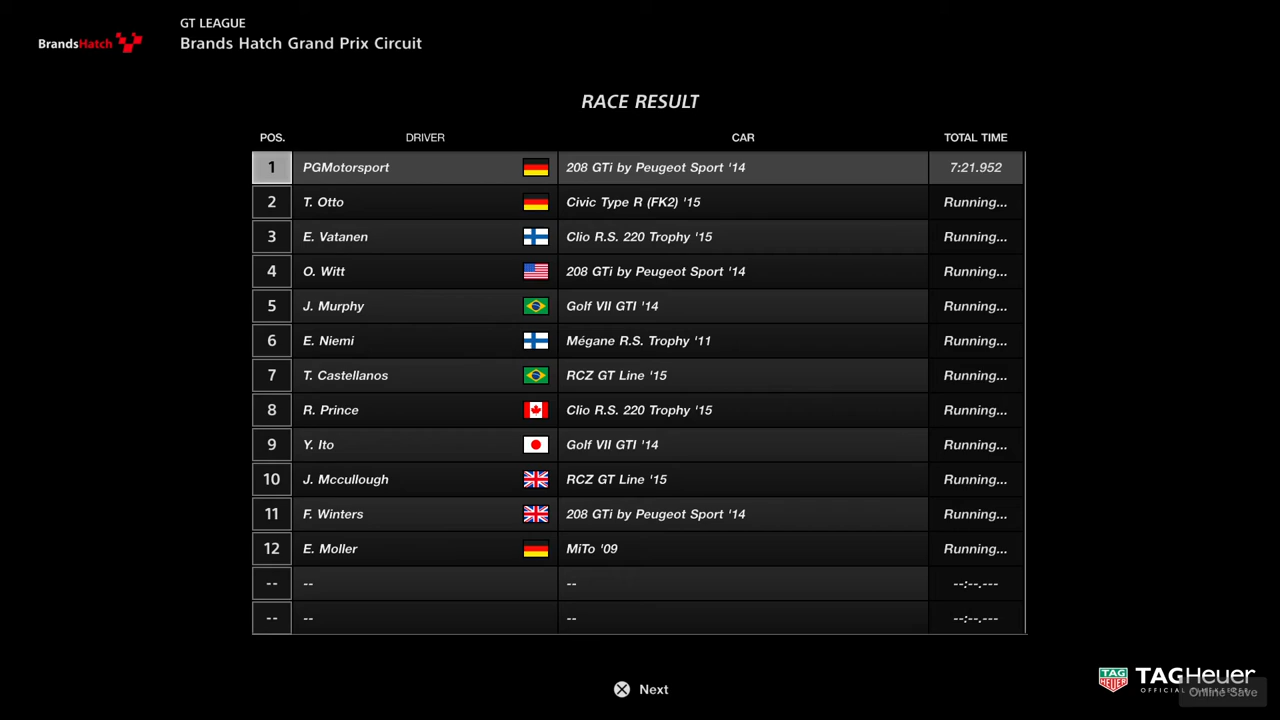 GT LEAGUE
BrandsHatch
Brands Hatch Grand Prix Circuit
RACE RESULT
POS. DRIVER CAR TOTAL TIME
1 PGMotorsport 208 GTi by Peugeot Sport '14 7:21.952
2 T. Otto Civic Type R (FK2) '15 Running...
3 E. Vatanen Clio R.S. 220 Trophy '15 Running...
4 O. Witt 208 GTi by Peugeot Sport '14 Running...
5 J. Murphy Golf VII GTI '14 Running...
6 E. Niemi Mégane R.S. Trophy '11 Running...
7 T. Castellanos RCZ GT Line '15 Running...
8 R. Prince Clio R.S. 220 Trophy '15 Running...
9 Y. Ito Golf VII GTI '14 Running...
10 J. Mccullough RCZ GT Line '15 Running...
11 F. Winters 208 GTi by Peugeot Sport '14 Running...
12 E. Moller MiTo '09 Running...
-- -- -- --:--.---
-- -- -- --:--.---
Next
TAG HEUER
TAGHeuer
OFFICIAL
Online Save